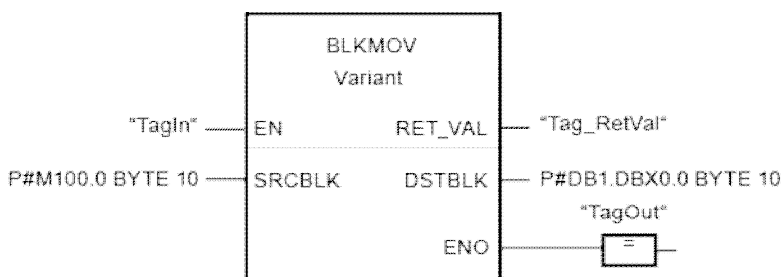 BLKMOV
Variant
"TagIn" EN RET_VAL "Tag_RetVal"
P#M100.0 BYTE 10 SRCBLK DSTBLK P#DB1.DBX0.0 BYTE 10
"TagOut"
ENO =